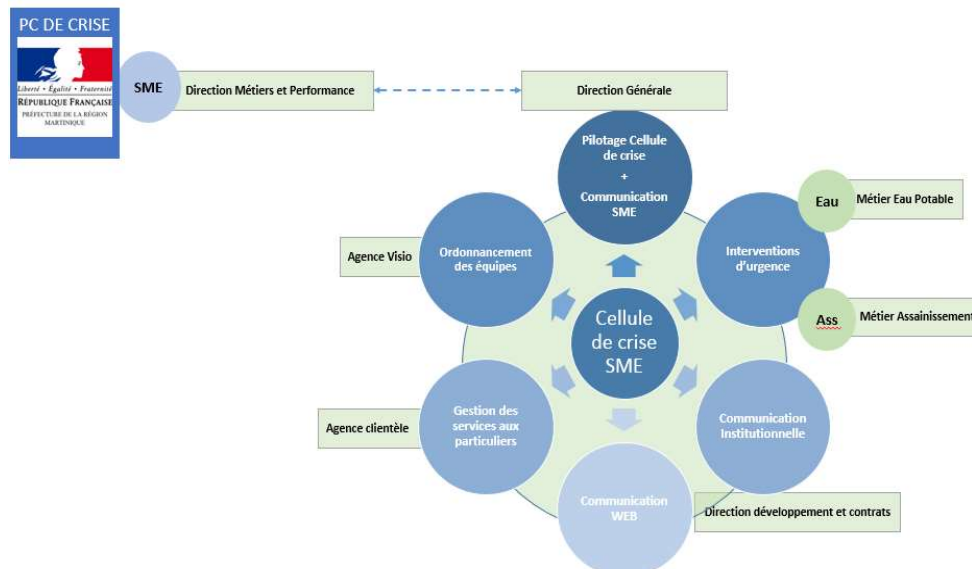 PC DE CRISE
Liberté • Égalité • Fraternité
RÉPUBLIQUE FRANÇAISE
PRÉFECTURE DE LA RÉGION
MARTINIQUE
SME
Direction Métiers et Performance
Direction Générale
Pilotage Cellule
de crise
+
Communication
SME
Eau
Métier Eau Potable
Interventions
d'urgence
Ass
Métier Assainissement
Agence Visio
Ordonnancement
des équipes
Cellule
de crise
SME
Agence clientèle
Gestion des
services aux
particuliers
Communication
Institutionnelle
Communication
WEB
Direction développement et contrats